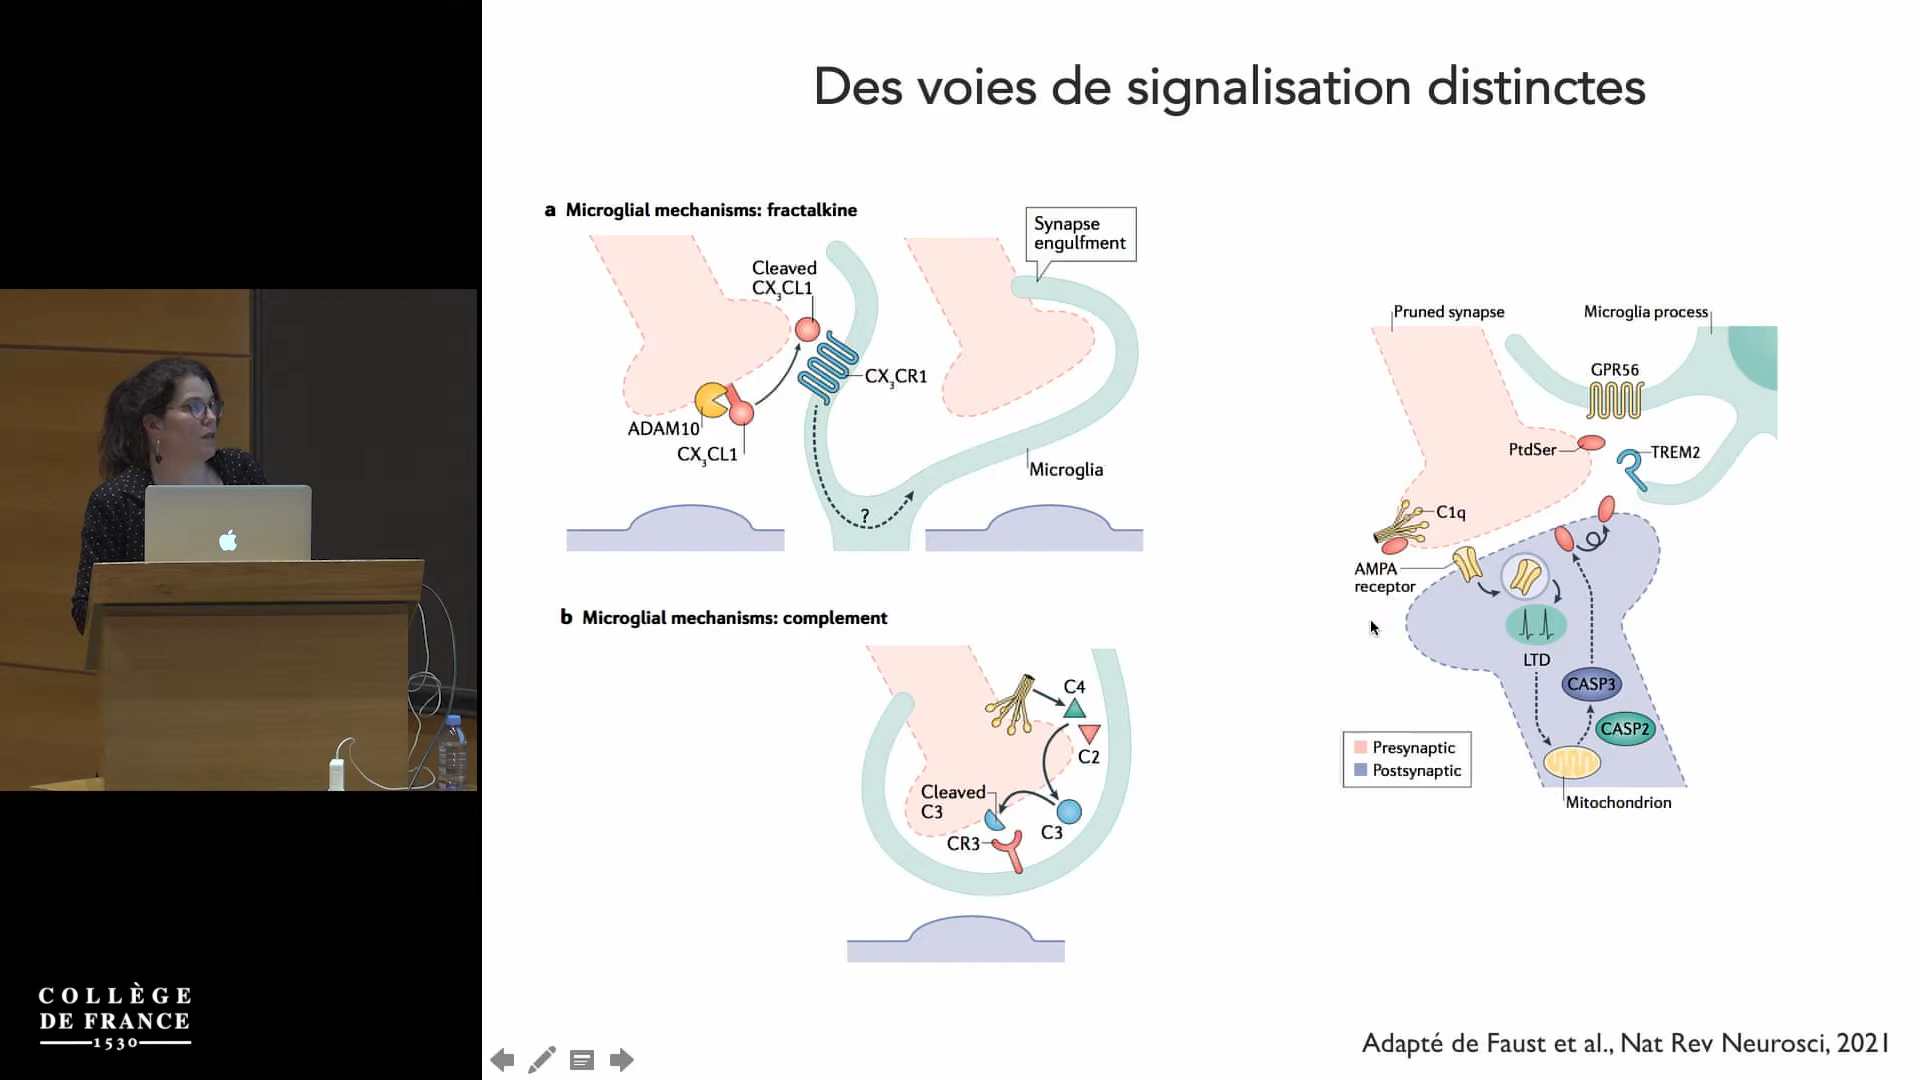 Des voies de signalisation distinctes
a Microglial mechanisms: fractalkine
Synapse
engulfment
Cleaved
CX3CL1
CX3CR1
ADAM10
CX3CL1
Microglia
?
b Microglial mechanisms: complement
C4
C2
Cleaved
C3
C3
CR3
Pruned synapse
Microglia process
GPR56
PtdSer
TREM2
C1q
AMPA
receptor
LTD
CASP3
CASP2
Presynaptic
Postsynaptic
Mitochondrion
COLLÈGE
DE FRANCE
1530
Adapté de Faust et al., Nat Rev Neurosci, 2021